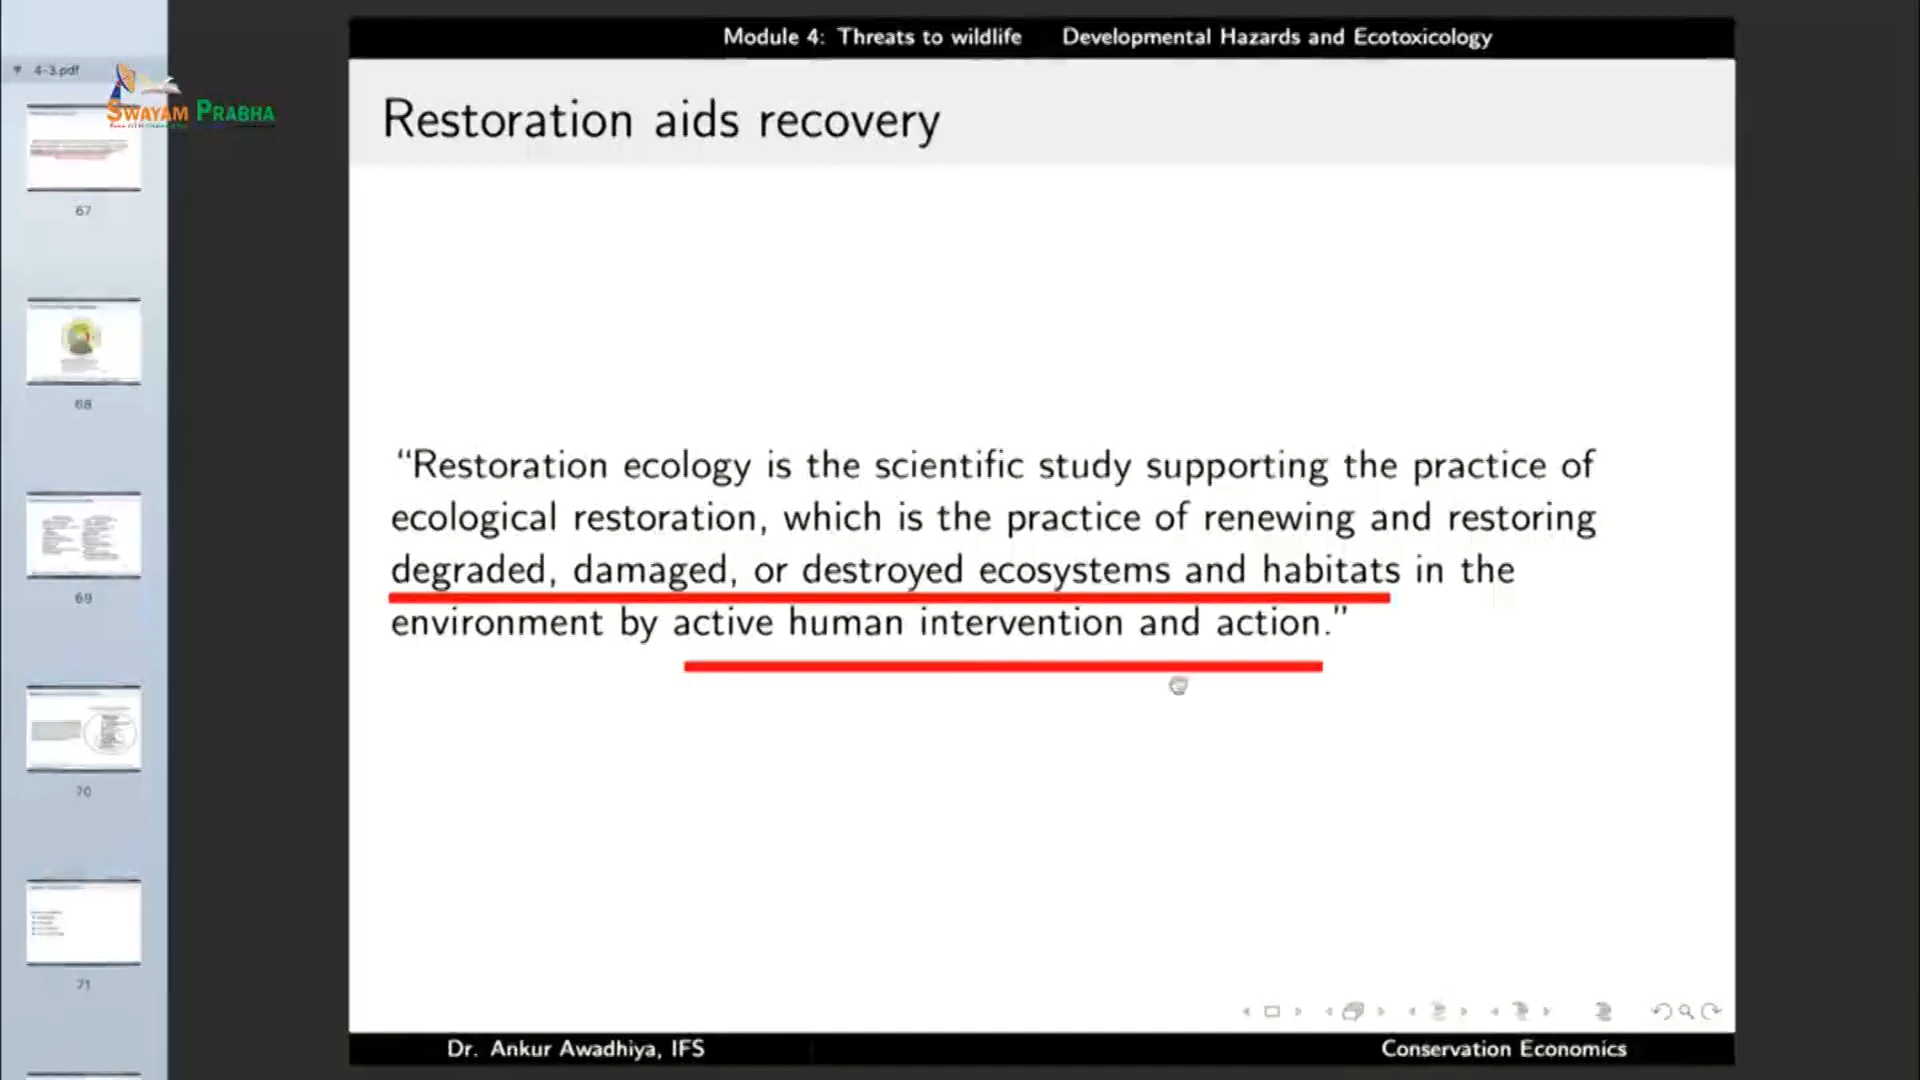 Module 4: Threats to wildlife Developmental Hazards and Ecotoxicology
4-3.pdf
SWAYAM PRABHA
Restoration aids recovery
67
68
69
70
71
“Restoration ecology is the scientific study supporting the practice of
ecological restoration, which is the practice of renewing and restoring
degraded, damaged, or destroyed ecosystems and habitats in the
environment by active human intervention and action.”
Dr. Ankur Awadhiya, IFS
Conservation Economics